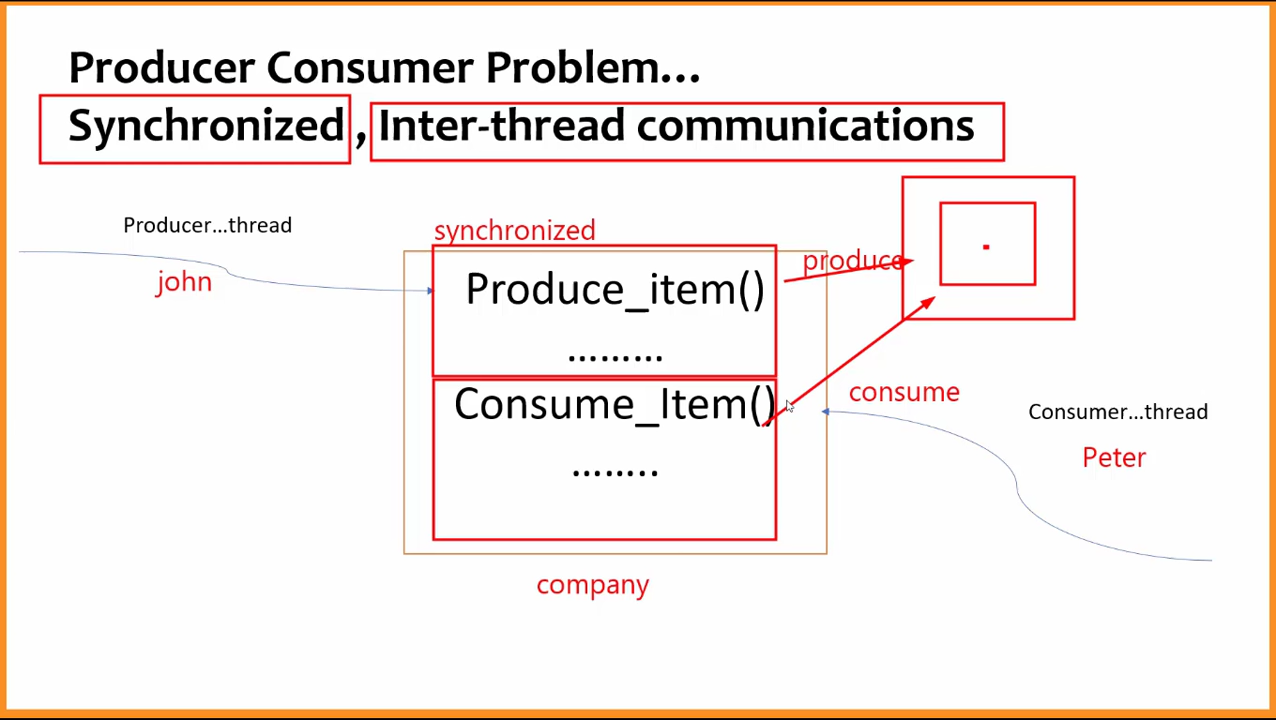 Producer Consumer Problem...
Synchronized , Inter-thread communications
Producer...thread
john
synchronized
Produce_item()
.........
produce
Consume_Item()
........
consume
Consumer...thread
Peter
company